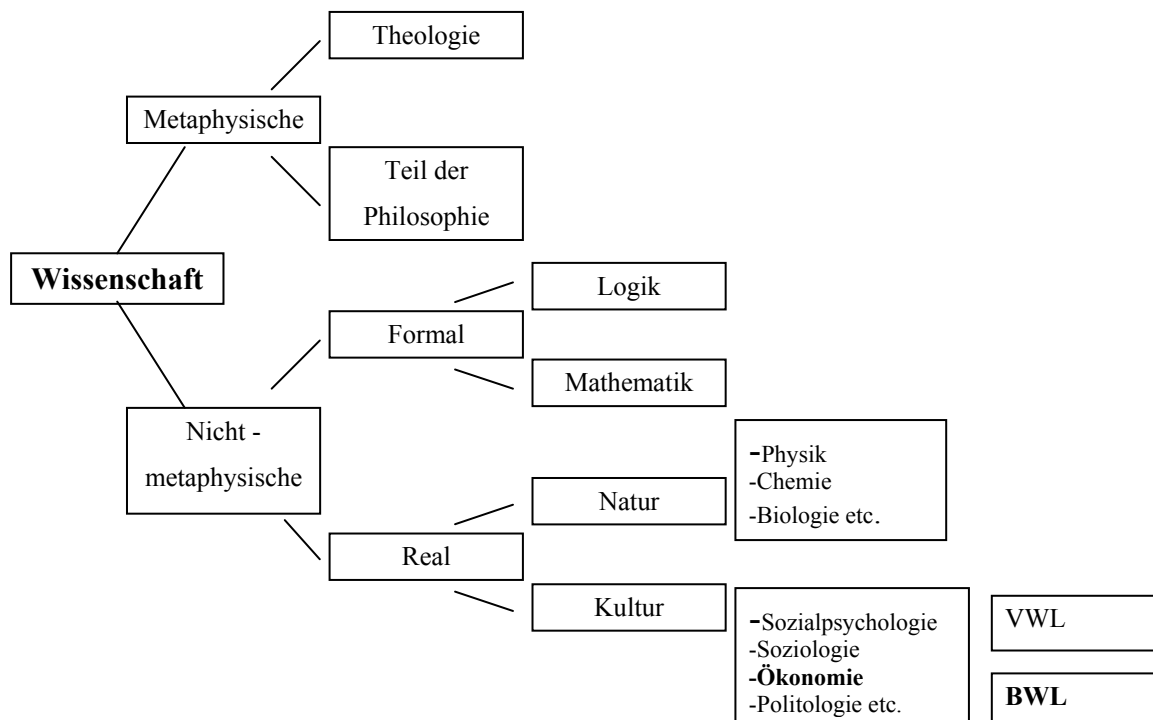 Theologie
Metaphysische
Teil der
Philosophie
Wissenschaft
Logik
Formal
Mathematik
Nicht -
metaphysische
-Physik
-Chemie
-Biologie etc.
Natur
Real
Kultur
-Sozialpsychologie
-Soziologie
-Ökonomie
-Politologie etc.
VWL
BWL